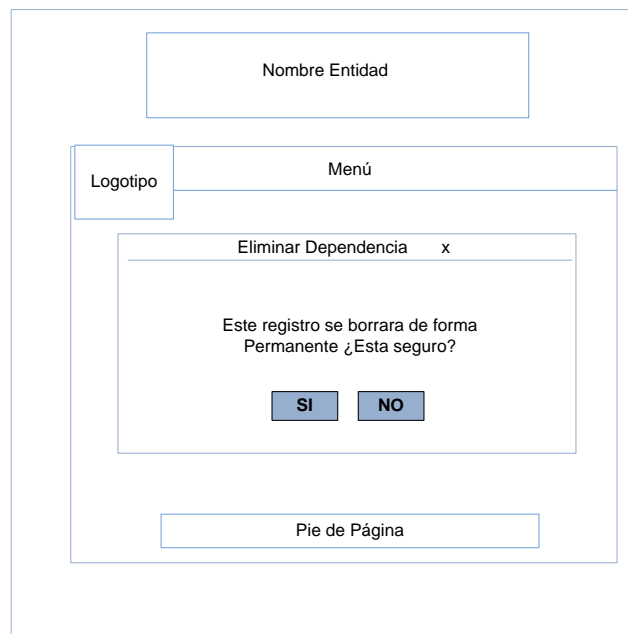 Nombre Entidad
Menú
Logotipo
Eliminar Dependencia x
Este registro se borrara de forma
Permanente ¿Esta seguro?
SI NO
Pie de Página